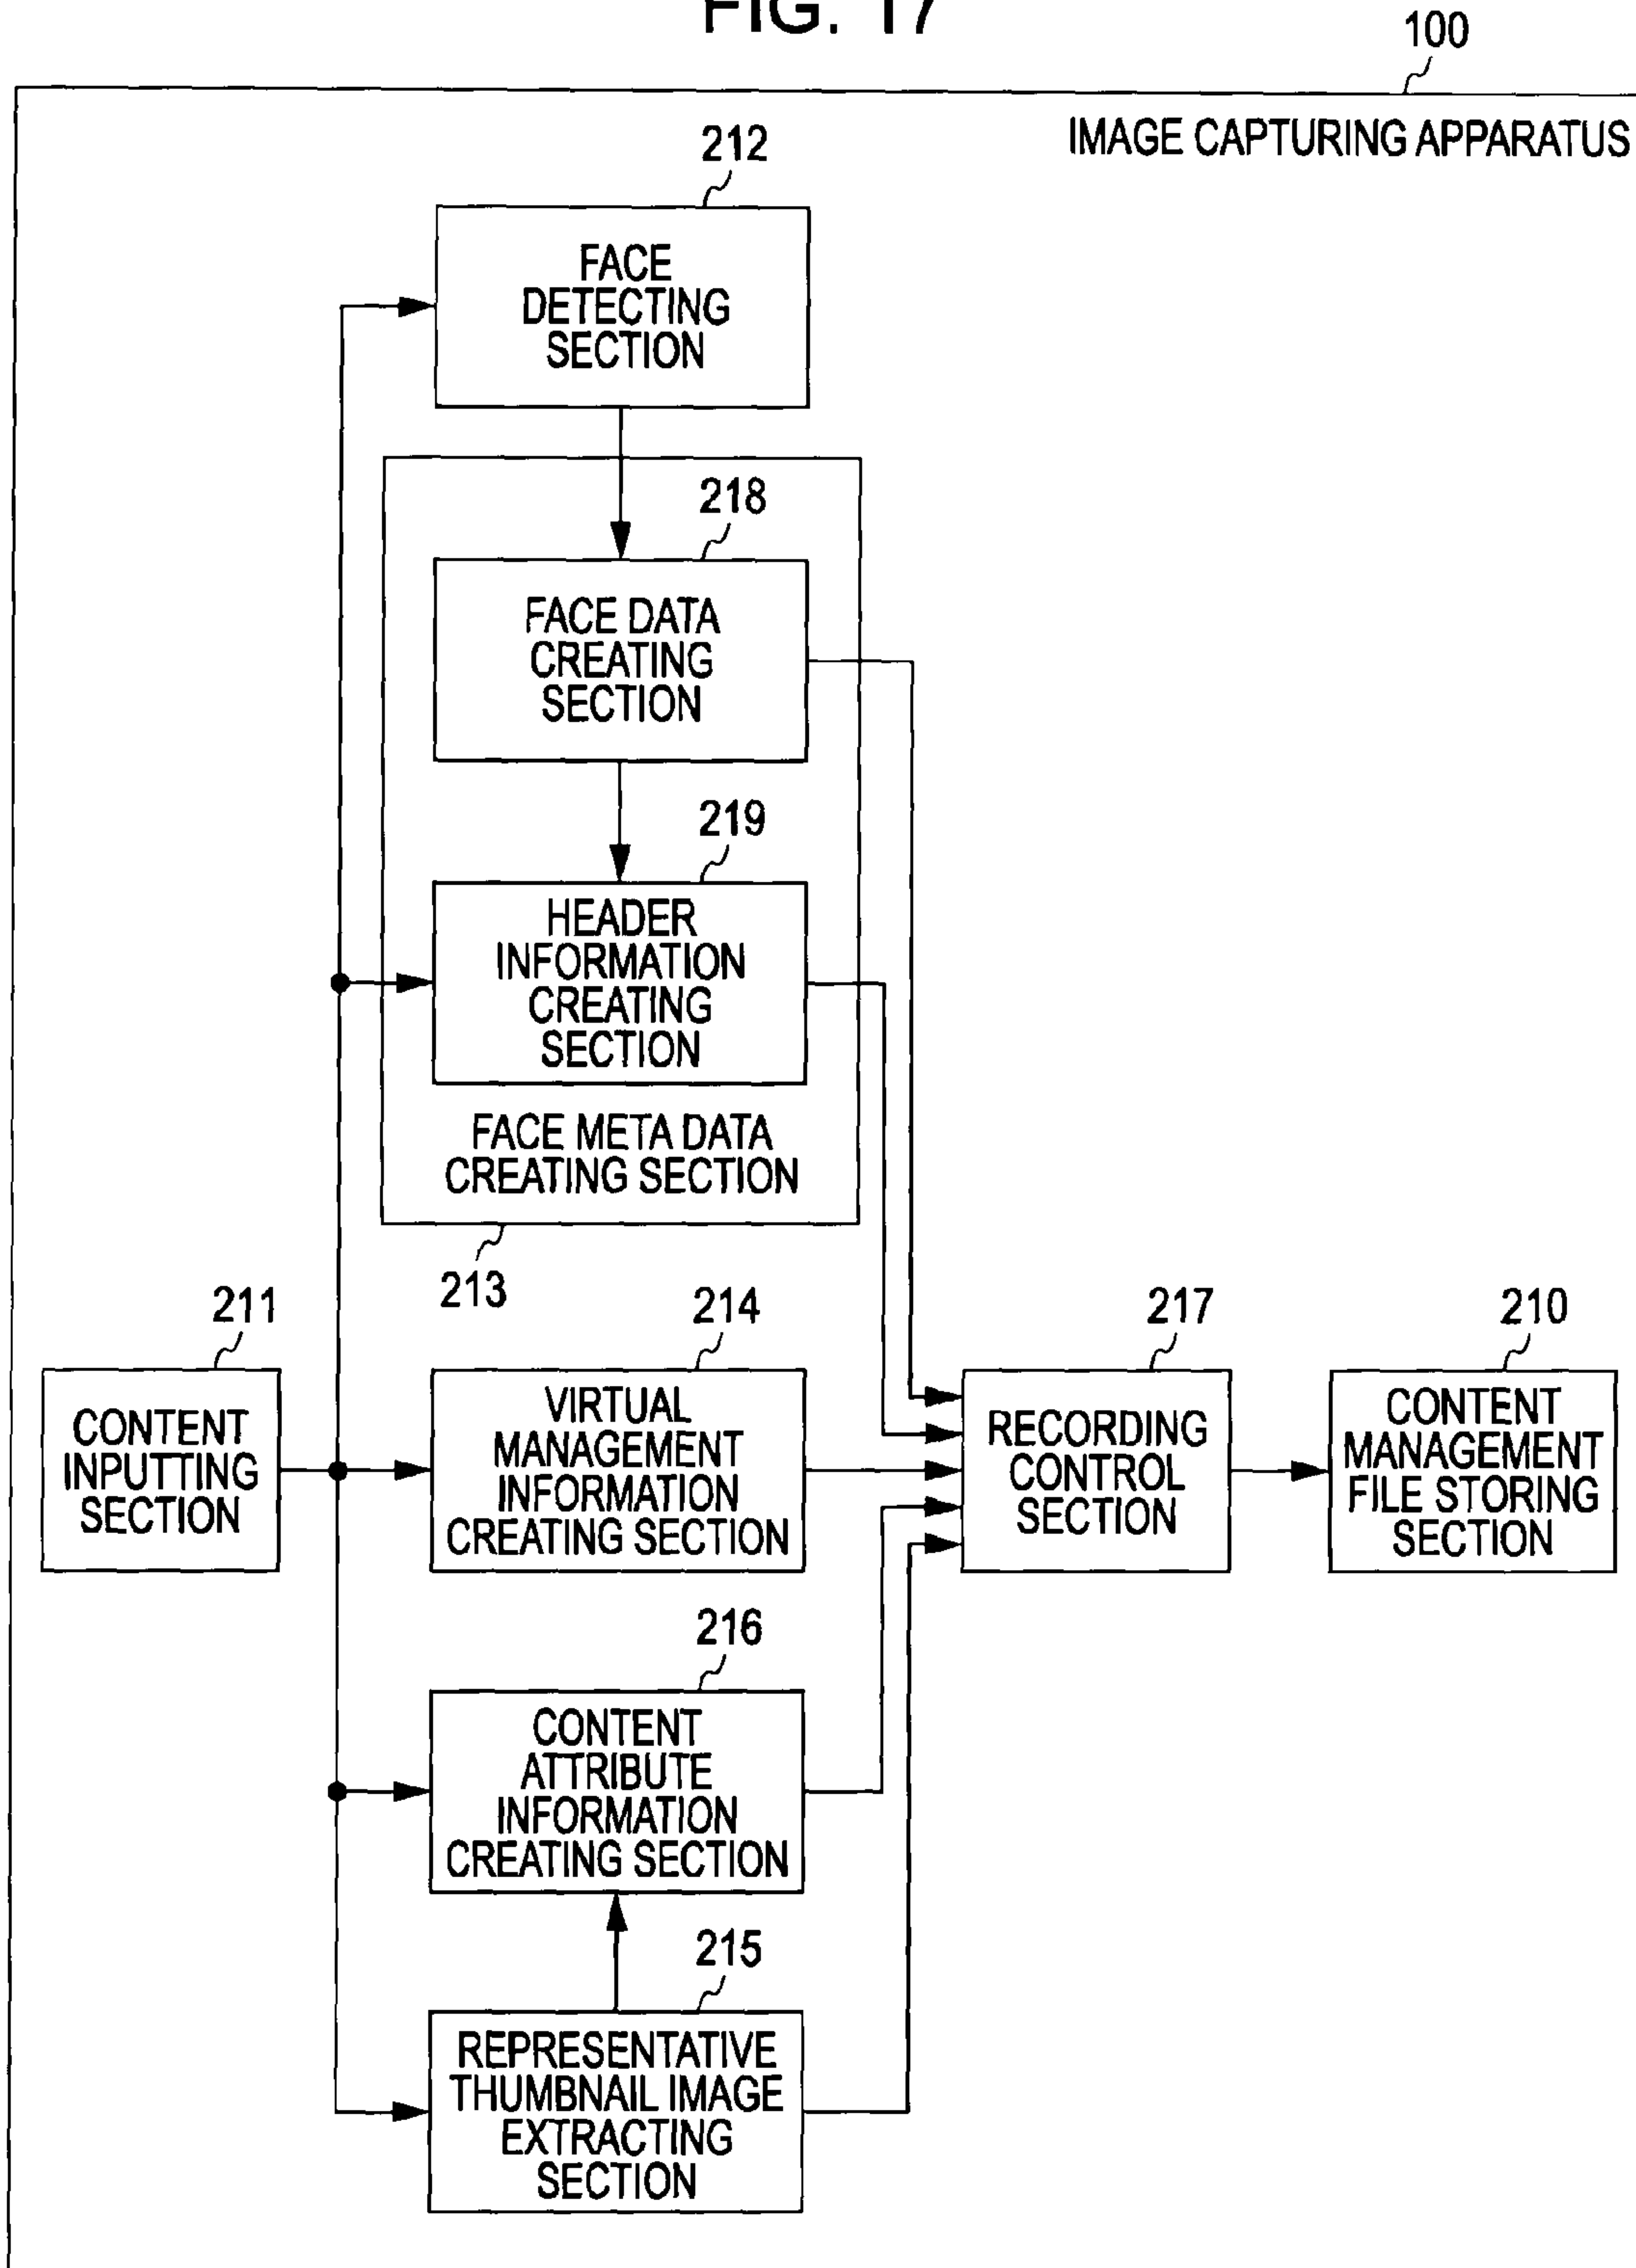 FIG. 17
100
IMAGE CAPTURING APPARATUS
212
FACE
DETECTING
SECTION
218
FACE DATA
CREATING
SECTION
219
HEADER
INFORMATION
CREATING
SECTION
FACE META DATA
CREATING SECTION
213
211
CONTENT
INPUTTING
SECTION
214
VIRTUAL
MANAGEMENT
INFORMATION
CREATING SECTION
217
RECORDING
CONTROL
SECTION
210
CONTENT
MANAGEMENT
FILE STORING
SECTION
216
CONTENT
ATTRIBUTE
INFORMATION
CREATING SECTION
215
REPRESENTATIVE
THUMBNAIL IMAGE
EXTRACTING
SECTION